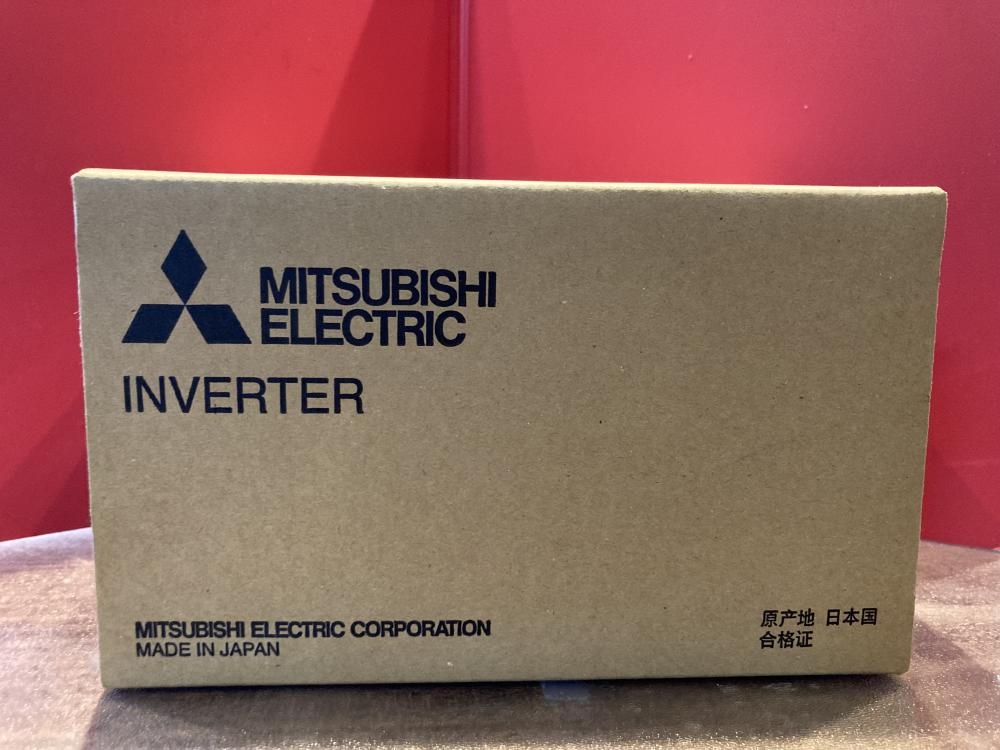 MITSUBISHI
ELECTRIC
INVERTER
MITSUBISHI ELECTRIC CORPORATION
MADE IN JAPAN
原产地 日本国
合格证